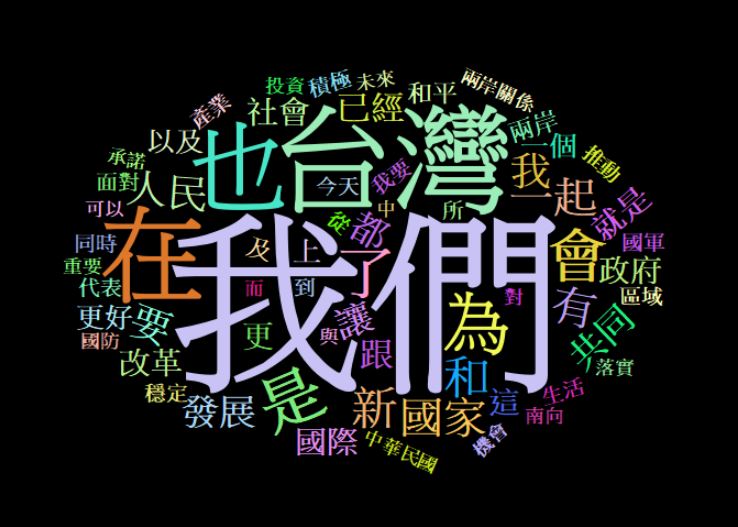 投資
積極
未來
兩岸關係
產業
社會
已經
和平
兩岸
以及
也
台灣
一個
承諾
面對
人民
今天
我要
我
一起
推動
可以
中
所
就是
從
都
在
我們
同時
及
上
了
會
國軍
重要
代表
而
到
政府
對
有
區域
更好
要
國防
更
與
讓
跟
為
共同
改革
落實
穩定
是
和
生活
發展
新
國家
這
南向
國際
中華民國
機會